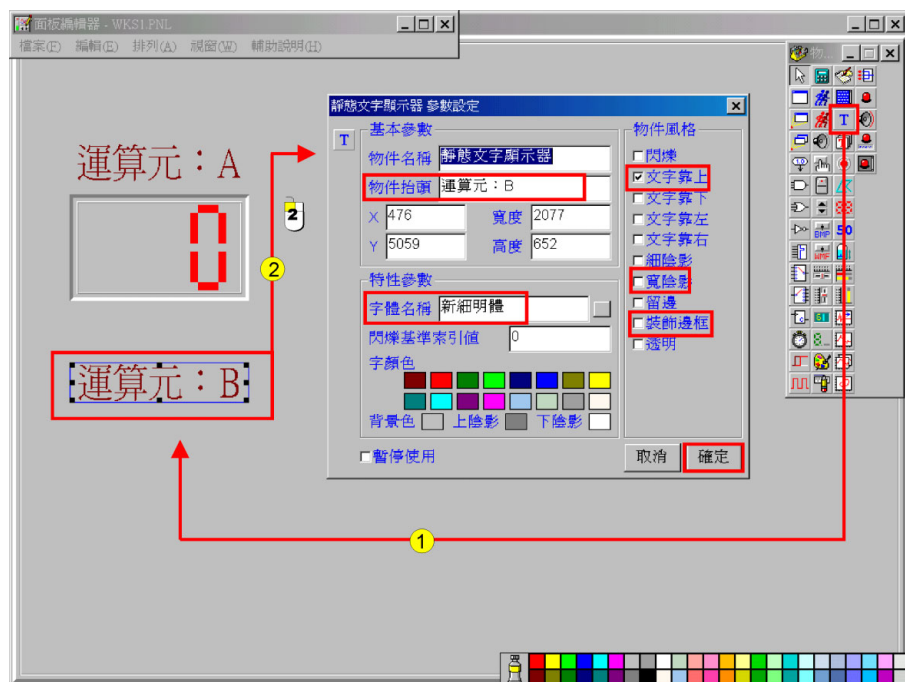 面板編輯器 - WKS1.PNL
檔案(F) 編輯(E) 排列(A) 視窗(W) 輔助說明(H)
物...
靜態文字顯示器 參數設定
T
基本參數
物件名稱 靜態文字顯示器
物件抬頭 運算元：B
X 476 寬度 2077
Y 5059 高度 652
特性參數
字體名稱 新細明體
閃爍基準索引值 0
字顏色
背景色 上陰影 下陰影
暫停使用
物件風格
閃爍
文字靠上
文字靠下
文字靠左
文字靠右
細陰影
寬陰影
留邊
裝飾邊框
透明
取消 確定
運算元：A
0
2
2
運算元：B
1
T
BMP 50